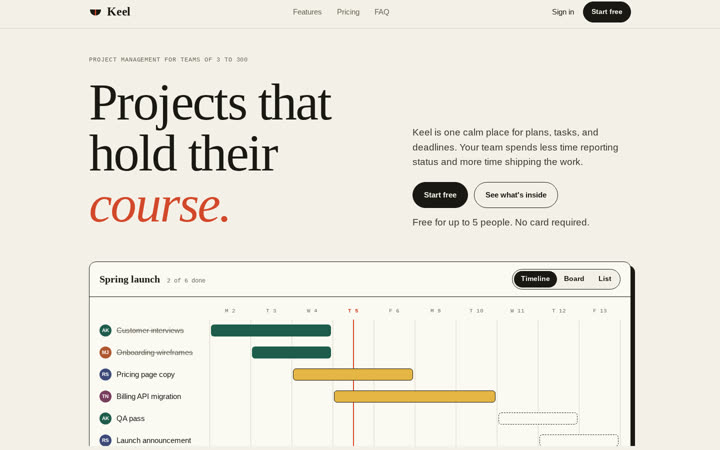 Keel
Features Pricing FAQ
Sign in Start free
PROJECT MANAGEMENT FOR TEAMS OF 3 TO 300
Projects that
hold their
course.
Keel is one calm place for plans, tasks, and
deadlines. Your team spends less time reporting
status and more time shipping the work.
Start free See what's inside
Free for up to 5 people. No card required.
Spring launch 2 of 6 done
Timeline Board List
M 2 T 3 W 4 T 5 F 6 M 9 T 10 W 11 T 12 F 13
AK Customer interviews
MJ Onboarding wireframes
RS Pricing page copy
TN Billing API migration
AK QA pass
RS Launch announcement